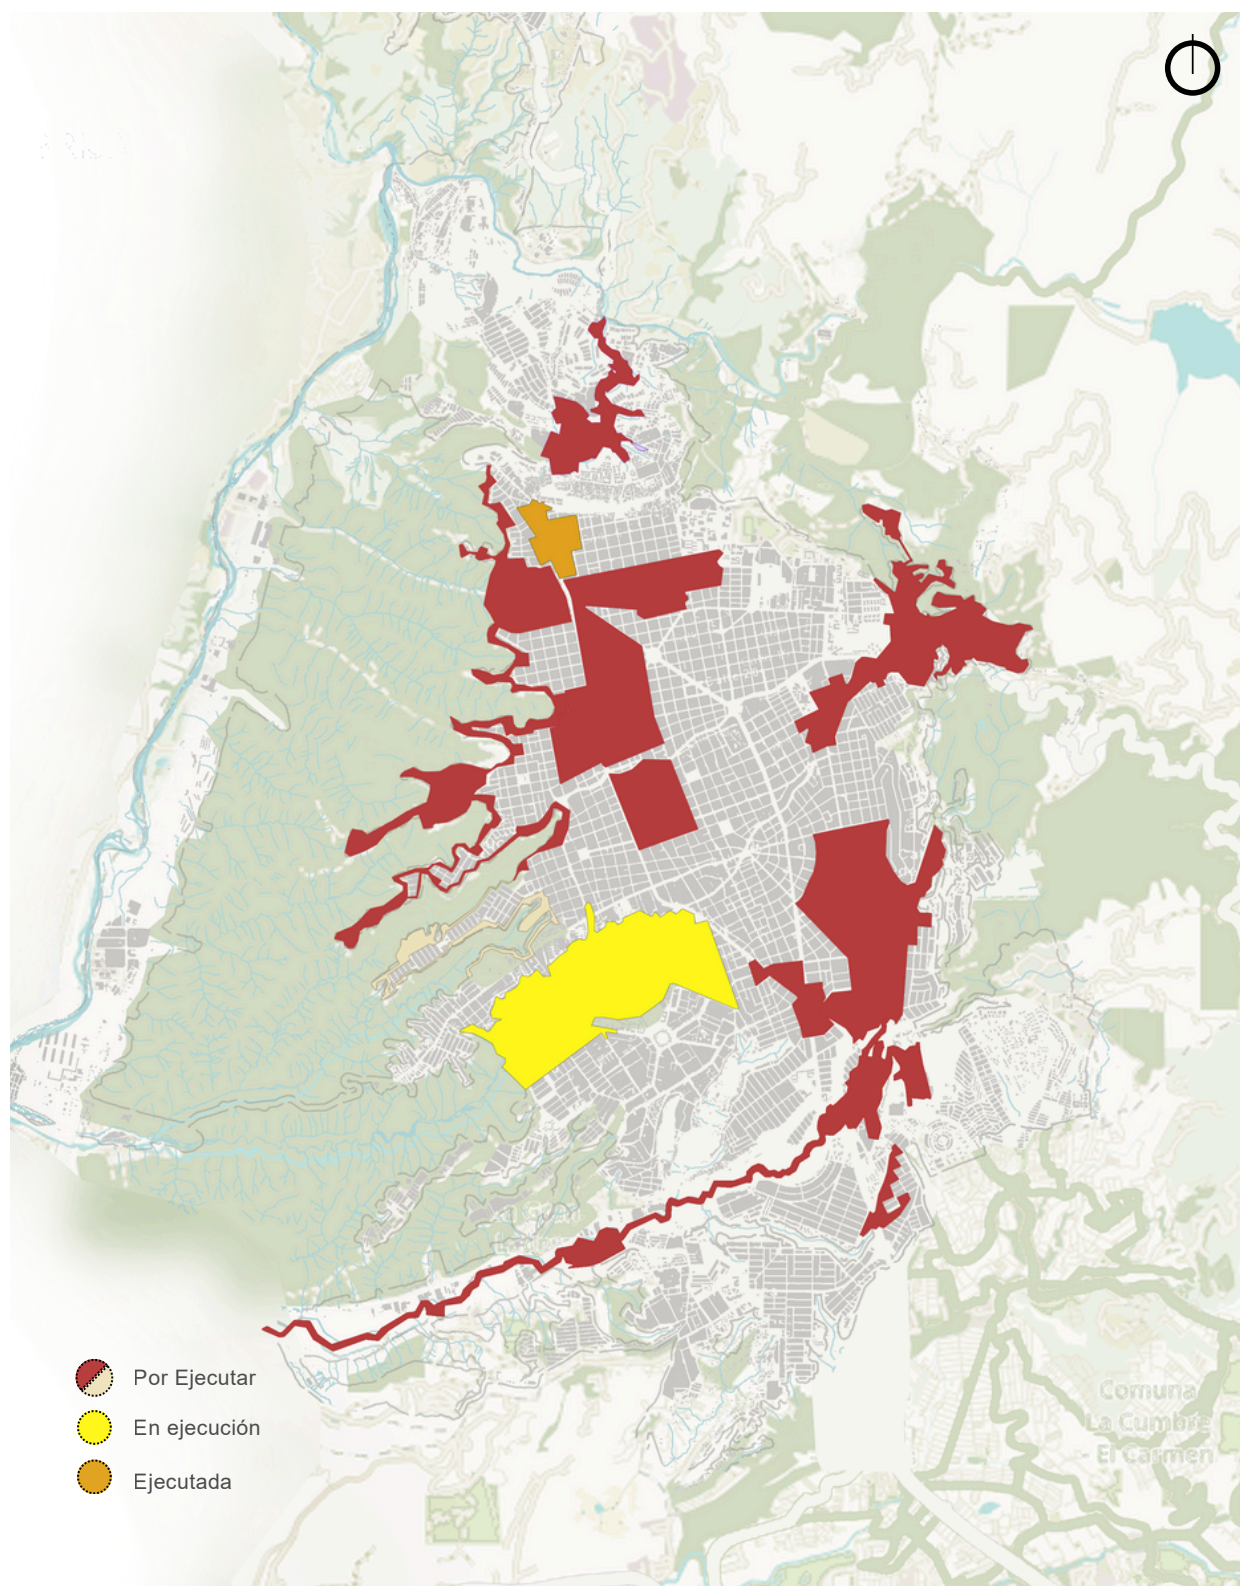 Por Ejecutar
En ejecución
Ejecutada
Comuna
La Cumbre
- El Carmen